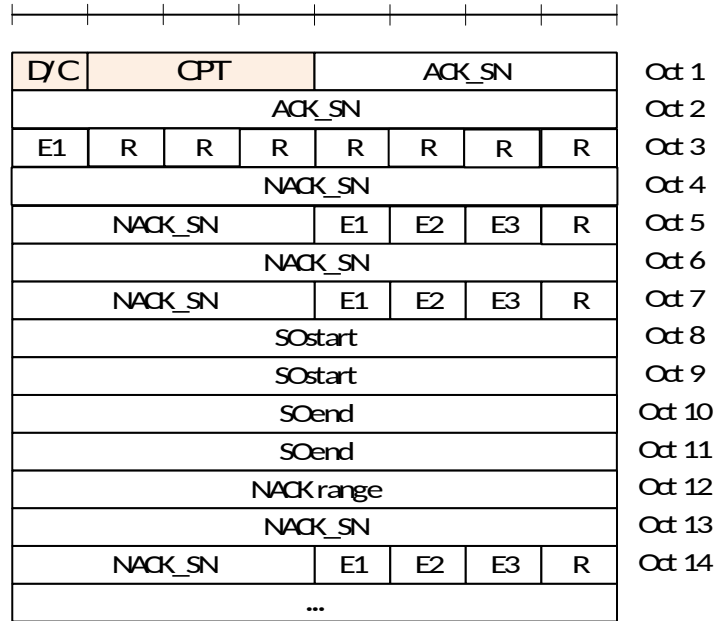 D/C CPT ACK_SN Oct 1
ACK_SN Oct 2
E1 R R R R R R R Oct 3
NACK_SN Oct 4
NACK_SN E1 E2 E3 R Oct 5
NACK_SN Oct 6
NACK_SN E1 E2 E3 R Oct 7
SOstart Oct 8
SOstart Oct 9
SOend Oct 10
SOend Oct 11
NACK range Oct 12
NACK_SN Oct 13
NACK_SN E1 E2 E3 R Oct 14
...